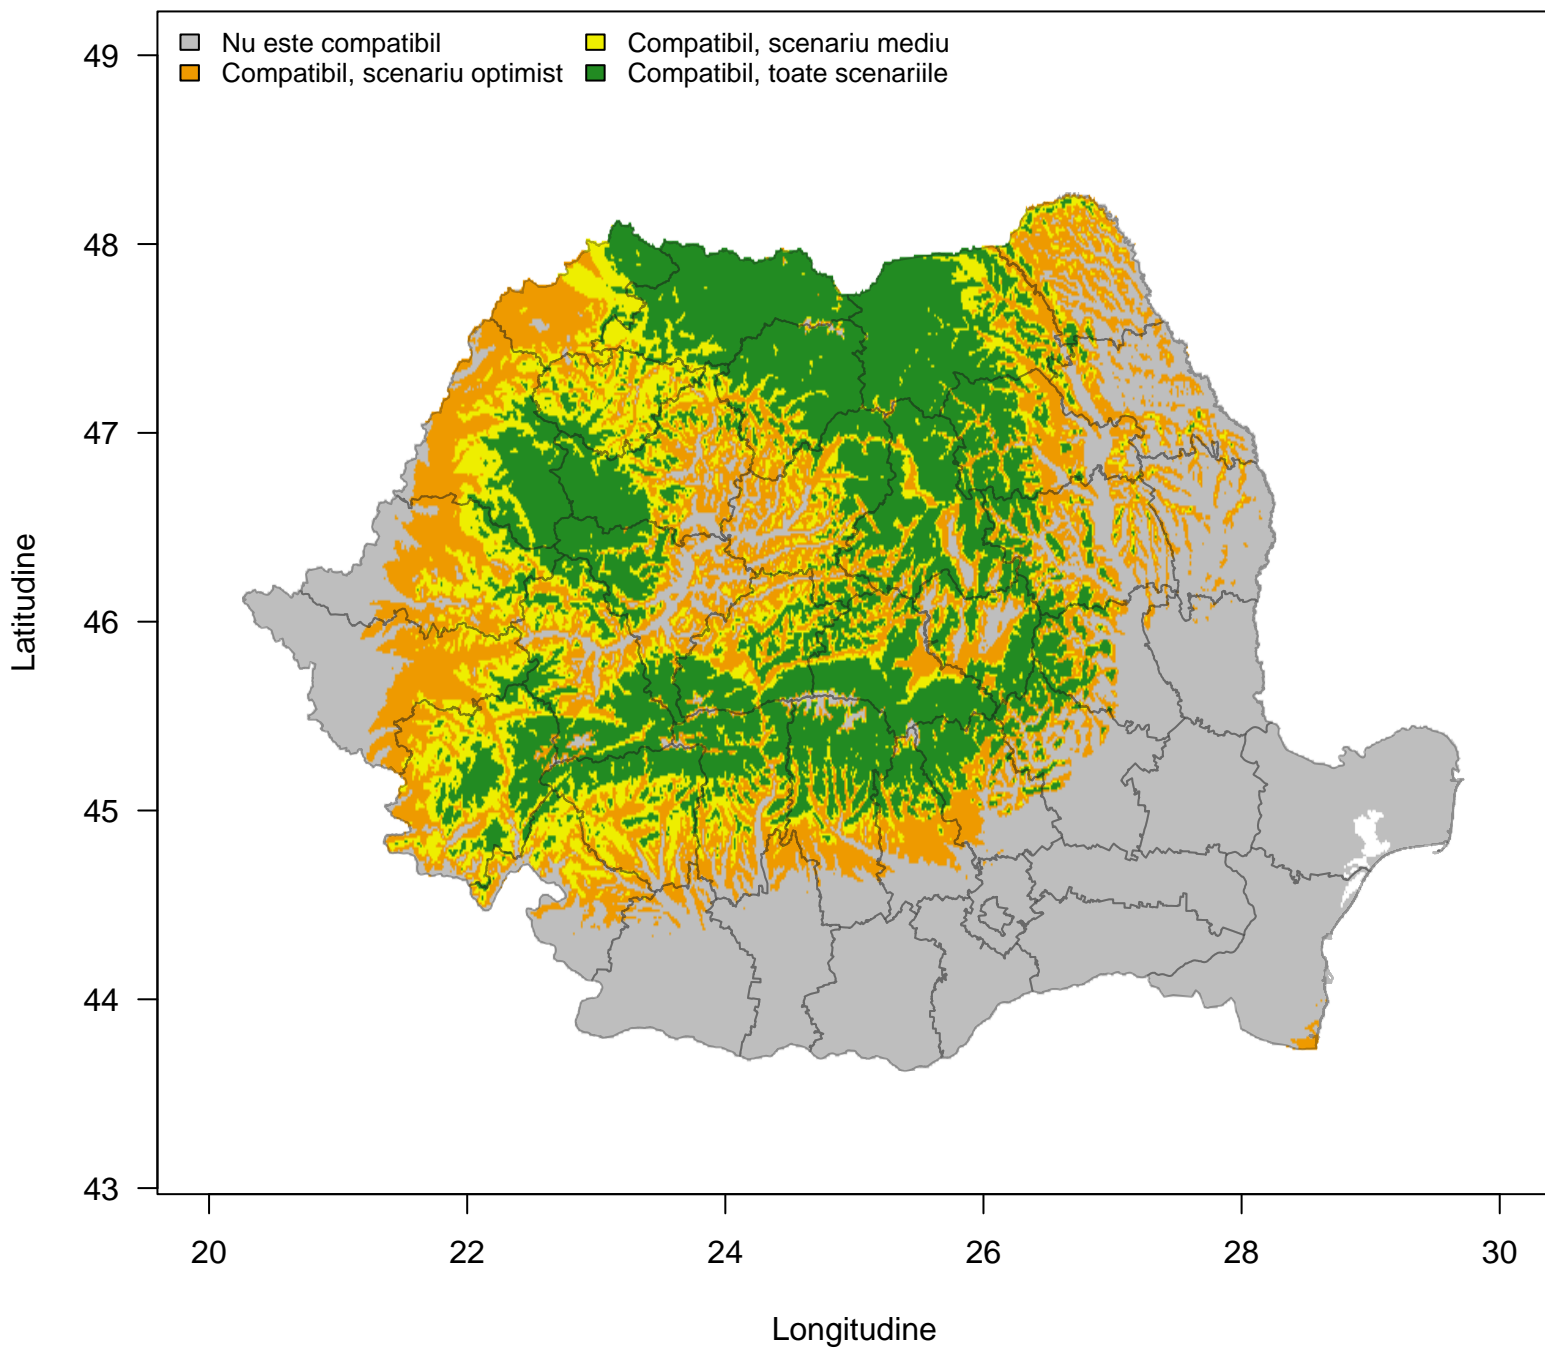 Nu este compatibil
Compatibil, scenariu optimist
Compatibil, scenariu mediu
Compatibil, toate scenariile
Latitudine
49
48
47
46
45
44
43
20 22 24 26 28 30
Longitudine